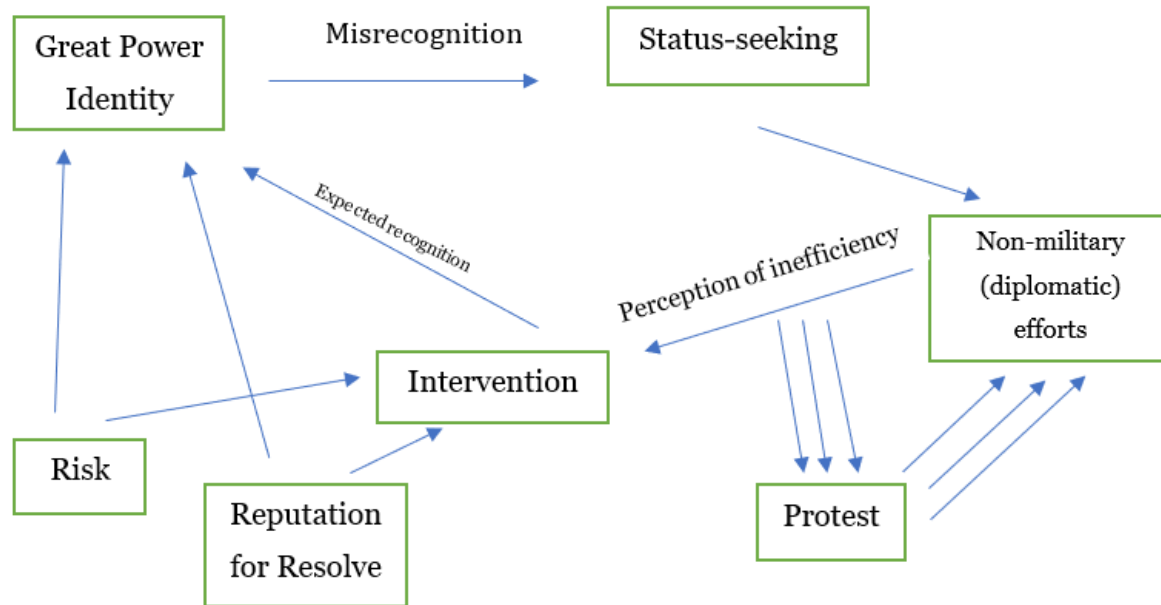 Great Power
Identity
Misrecognition
Status-seeking
Expected recognition
Perception of inefficiency
Non-military
(diplomatic)
efforts
Intervention
Risk
Reputation
for Resolve
Protest